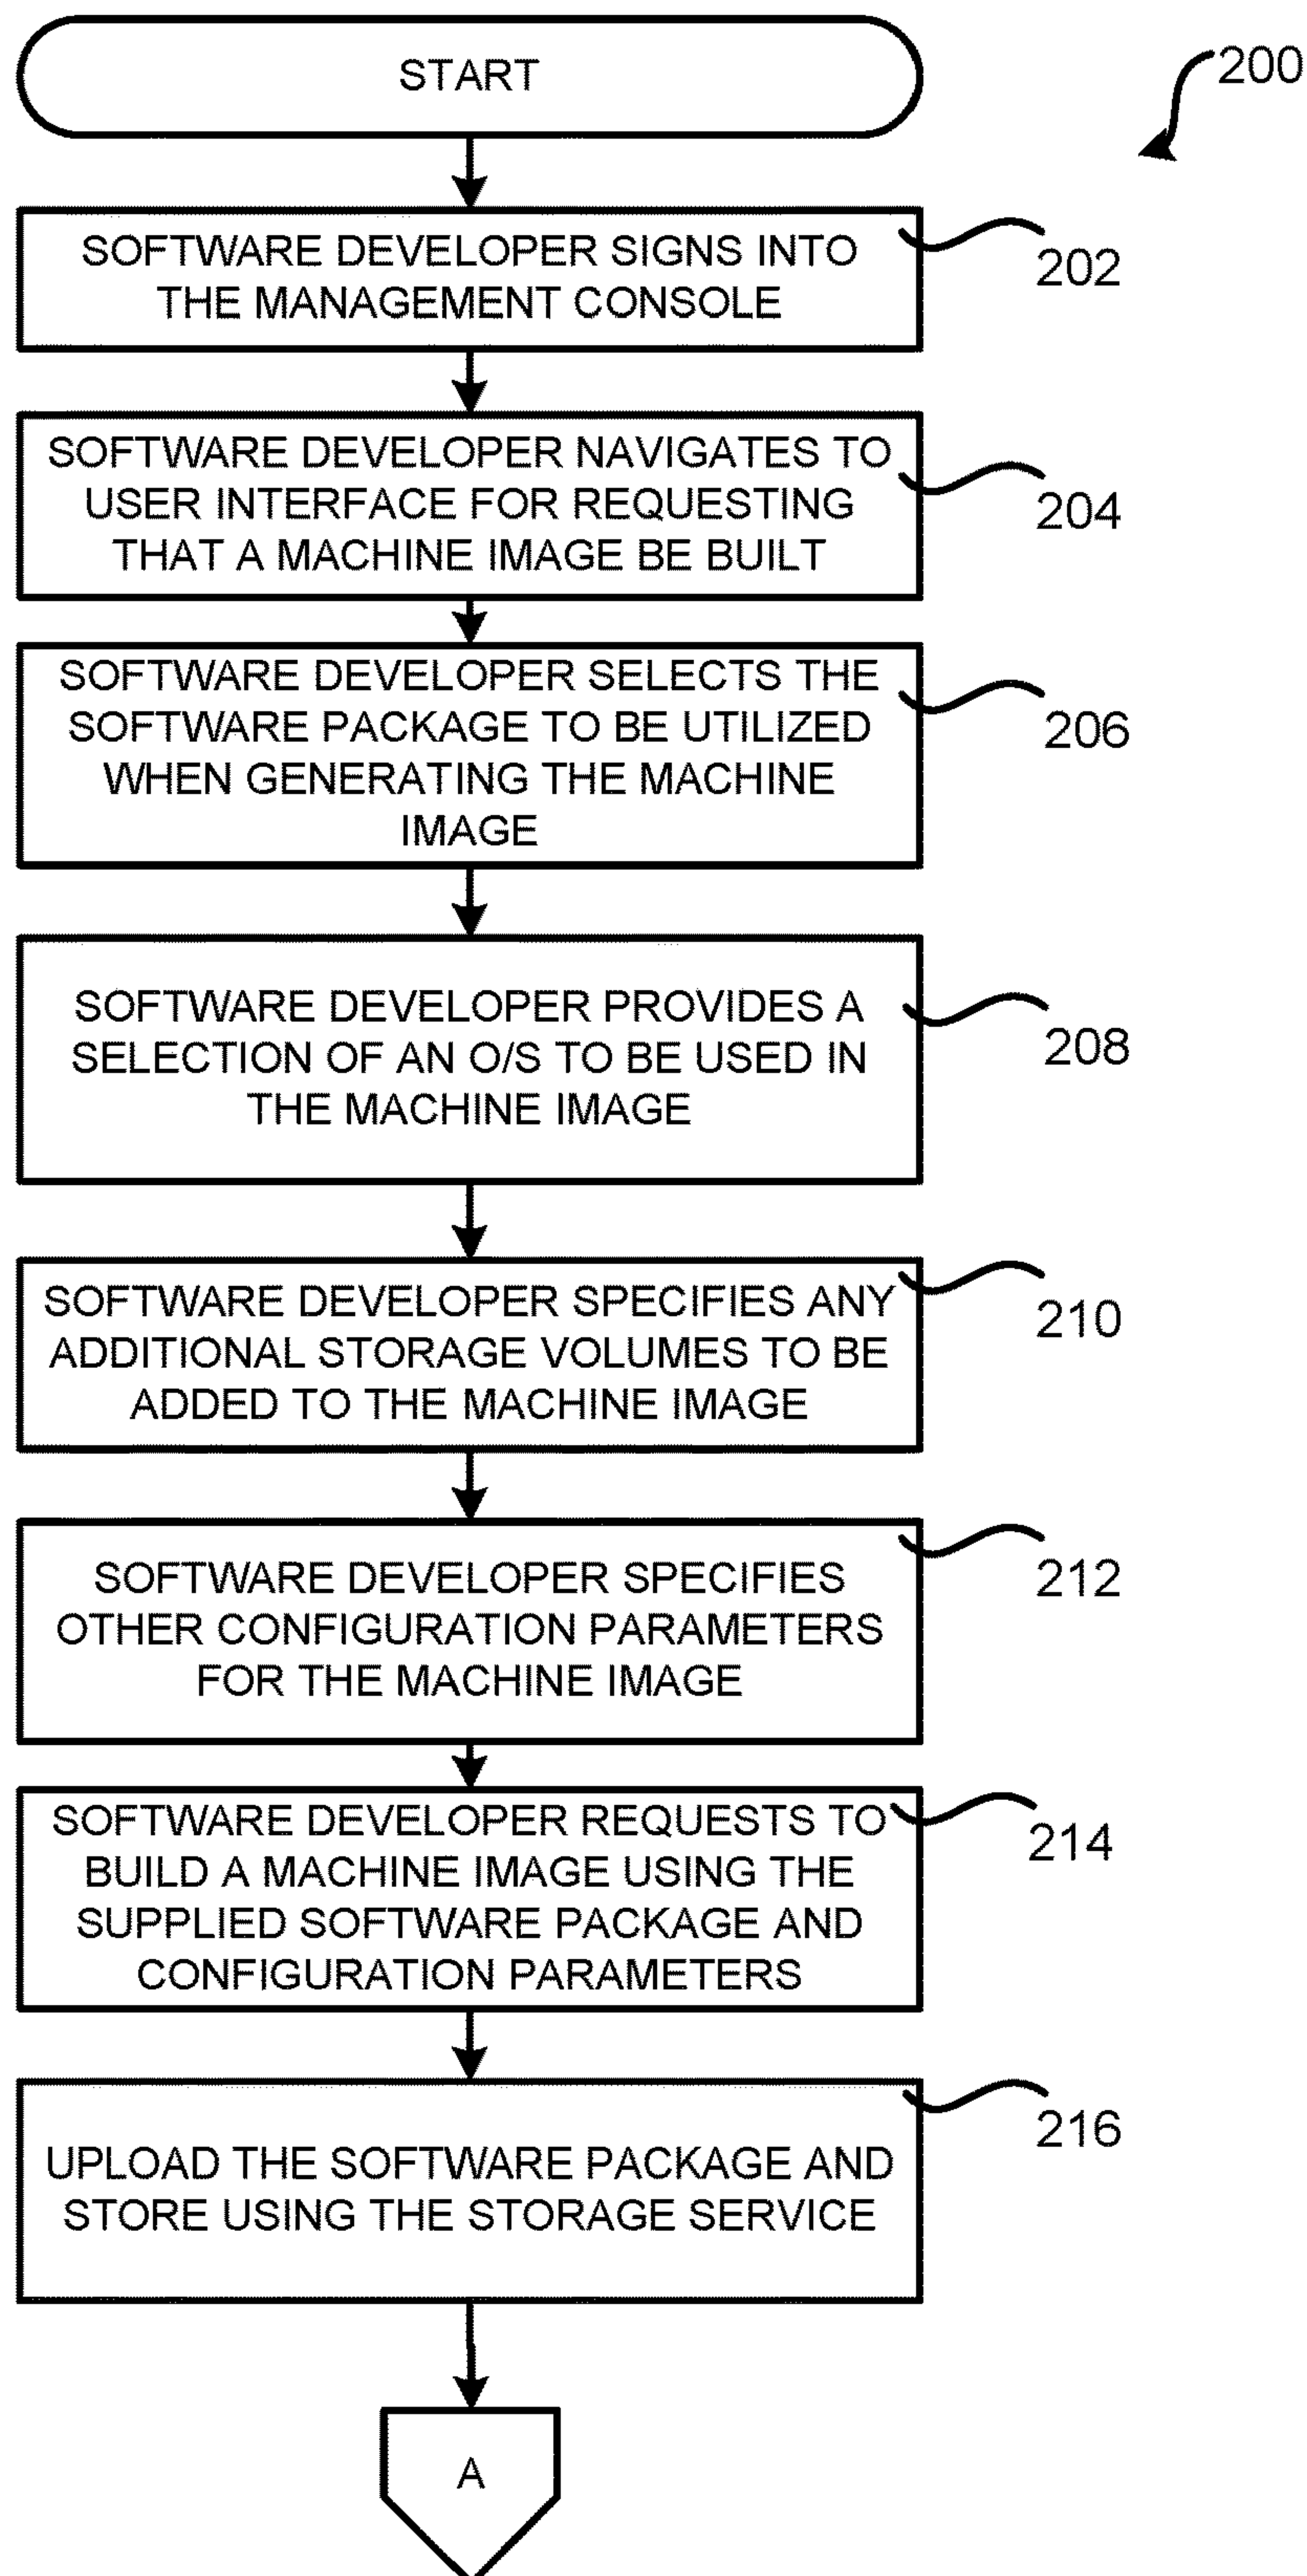 START
200
SOFTWARE DEVELOPER SIGNS INTO
THE MANAGEMENT CONSOLE
202
SOFTWARE DEVELOPER NAVIGATES TO
USER INTERFACE FOR REQUESTING
THAT A MACHINE IMAGE BE BUILT
204
SOFTWARE DEVELOPER SELECTS THE
SOFTWARE PACKAGE TO BE UTILIZED
WHEN GENERATING THE MACHINE
IMAGE
206
SOFTWARE DEVELOPER PROVIDES A
SELECTION OF AN O/S TO BE USED IN
THE MACHINE IMAGE
208
SOFTWARE DEVELOPER SPECIFIES ANY
ADDITIONAL STORAGE VOLUMES TO BE
ADDED TO THE MACHINE IMAGE
210
SOFTWARE DEVELOPER SPECIFIES
OTHER CONFIGURATION PARAMETERS
FOR THE MACHINE IMAGE
212
SOFTWARE DEVELOPER REQUESTS TO
BUILD A MACHINE IMAGE USING THE
SUPPLIED SOFTWARE PACKAGE AND
CONFIGURATION PARAMETERS
214
UPLOAD THE SOFTWARE PACKAGE AND
STORE USING THE STORAGE SERVICE
216
A